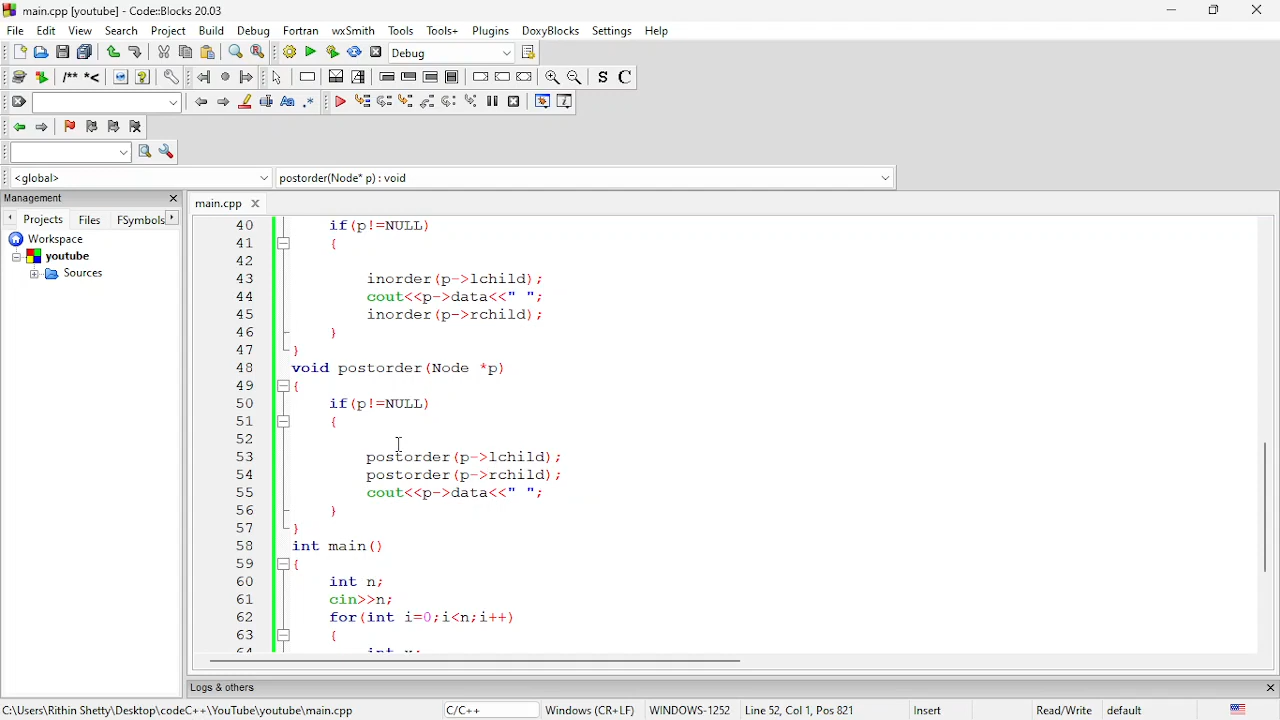 main.cpp [youtube] - Code::Blocks 20.03
File Edit View Search Project Build Debug Fortran wxSmith Tools Tools+ Plugins DoxyBlocks Settings Help
Debug
/** *< S C
.*
<global> postorder(Node* p) : void
Management
Projects Files FSymbols
Workspace
youtube
Sources
main.cpp
40 if(p!=NULL)
41 {
42
43 inorder(p->lchild);
44 cout<<p->data<<" ";
45 inorder(p->rchild);
46 }
47 }
48 void postorder(Node *p)
49 {
50 if(p!=NULL)
51 {
52
53 postorder(p->lchild);
54 postorder(p->rchild);
55 cout<<p->data<<" ";
56 }
57 }
58 int main()
59 {
60 int n;
61 cin>>n;
62 for(int i=0;i<n;i++)
63 {
64 int x;
Logs & others
C:\Users\Rithin Shetty\Desktop\codeC++\YouTube\youtube\main.cpp C/C++ Windows (CR+LF) WINDOWS-1252 Line 52, Col 1, Pos 821 Insert Read/Write default